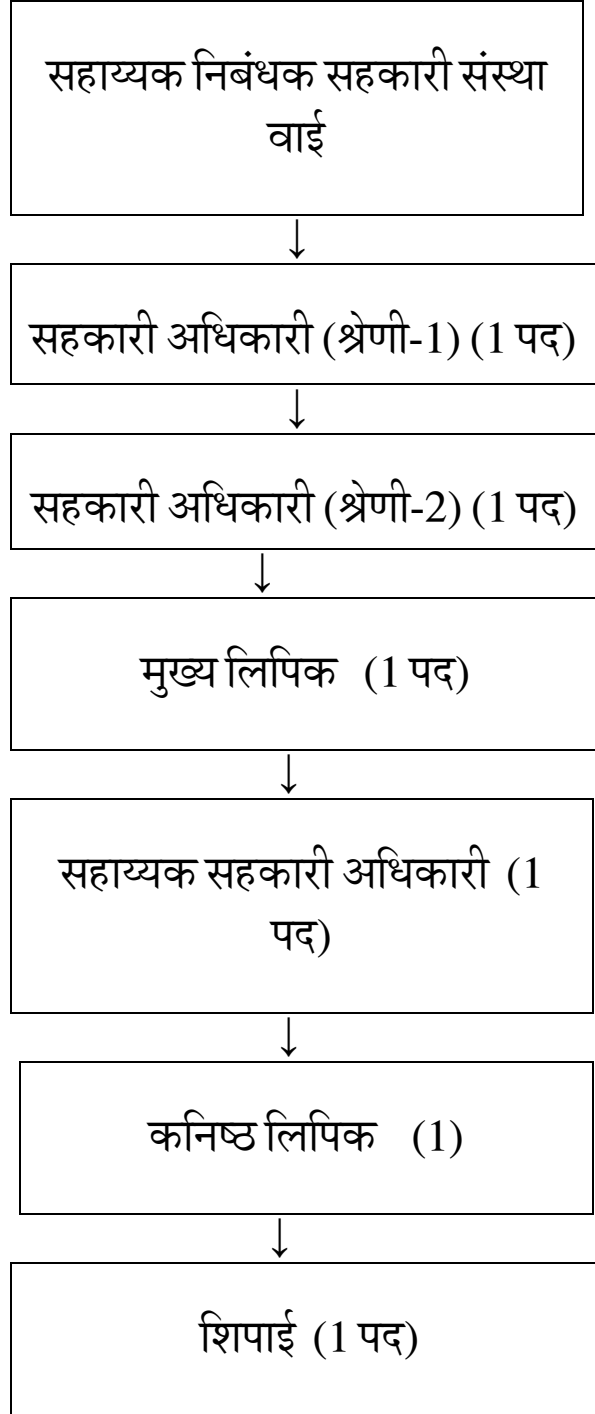 सहाय्यक निबंधक सहकारी संस्था
वाई
↓
सहकारी अधिकारी (श्रेणी-1) (1 पद)
↓
सहकारी अधिकारी (श्रेणी-2) (1 पद)
↓
मुख्य लिपिक (1 पद)
↓
सहाय्यक सहकारी अधिकारी (1
पद)
↓
कनिष्ठ लिपिक (1)
↓
शिपाई (1 पद)